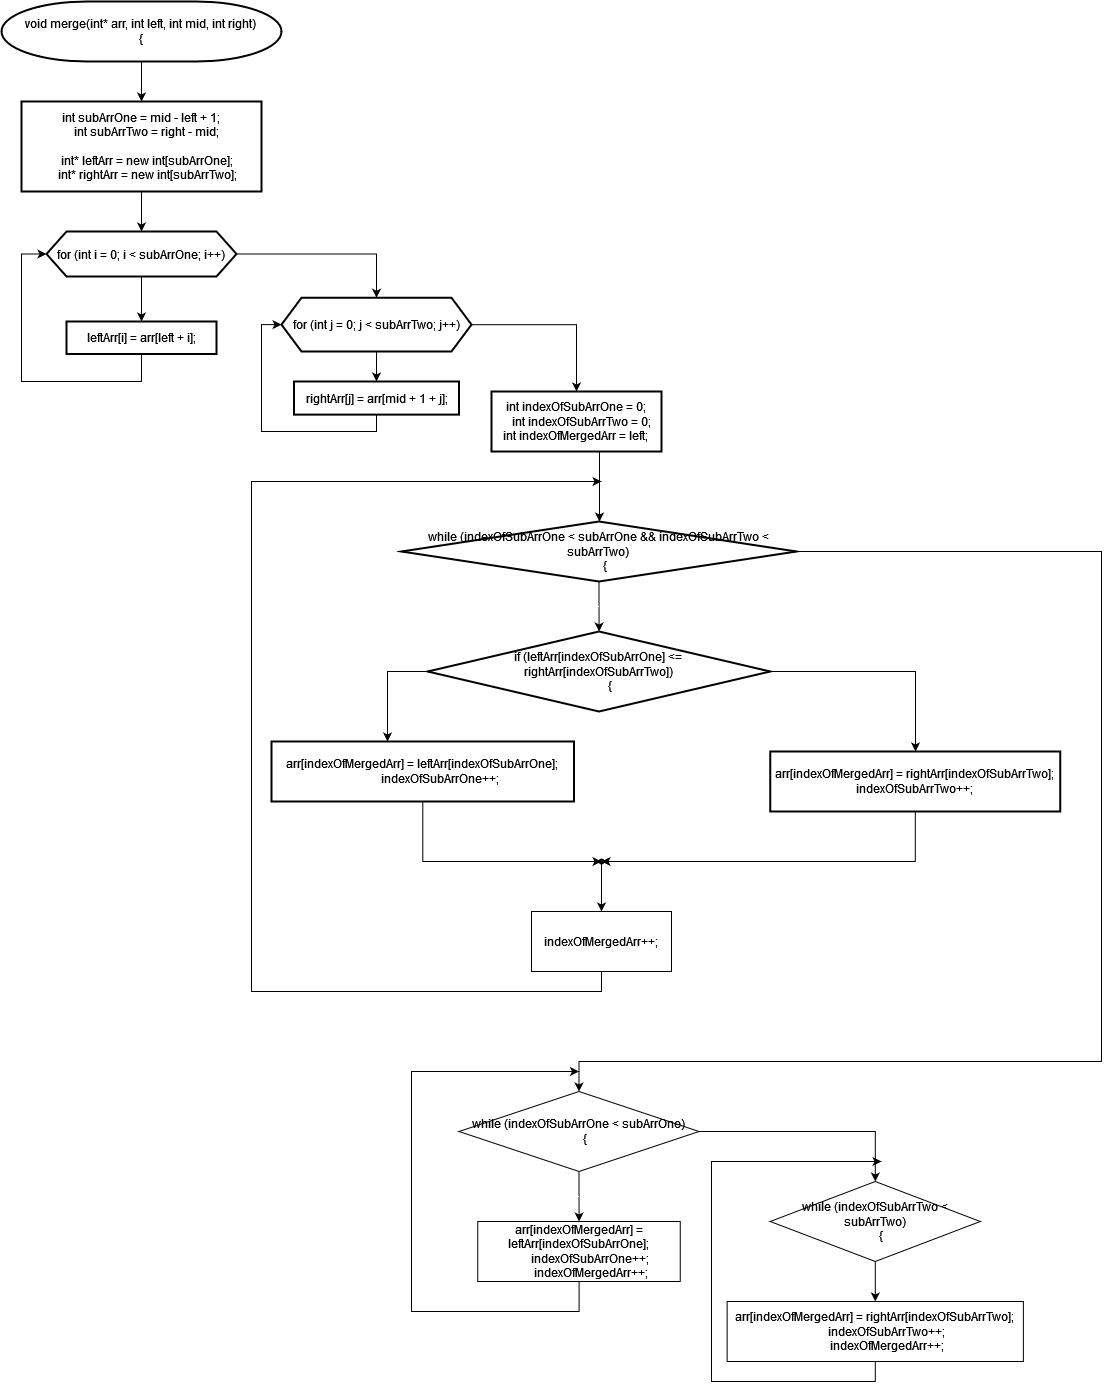 void merge(int* arr, int left, int mid, int right)
{
int subArrOne = mid - left + 1;
int subArrTwo = right - mid;
int* leftArr = new int[subArrOne];
int* rightArr = new int[subArrTwo];
for (int i = 0; i < subArrOne; i++)
leftArr[i] = arr[left + i];
for (int j = 0; j < subArrTwo; j++)
rightArr[j] = arr[mid + 1 + j];
int indexOfSubArrOne = 0;
int indexOfSubArrTwo = 0;
int indexOfMergedArr = left;
while (indexOfSubArrOne < subArrOne && indexOfSubArrTwo <
subArrTwo)
{
if (leftArr[indexOfSubArrOne] <=
rightArr[indexOfSubArrTwo])
{
arr[indexOfMergedArr] = leftArr[indexOfSubArrOne];
indexOfSubArrOne++;
arr[indexOfMergedArr] = rightArr[indexOfSubArrTwo];
indexOfSubArrTwo++;
indexOfMergedArr++;
while (indexOfSubArrOne < subArrOne)
{
arr[indexOfMergedArr] =
leftArr[indexOfSubArrOne];
indexOfSubArrOne++;
indexOfMergedArr++;
while (indexOfSubArrTwo <
subArrTwo)
{
arr[indexOfMergedArr] = rightArr[indexOfSubArrTwo];
indexOfSubArrTwo++;
indexOfMergedArr++;